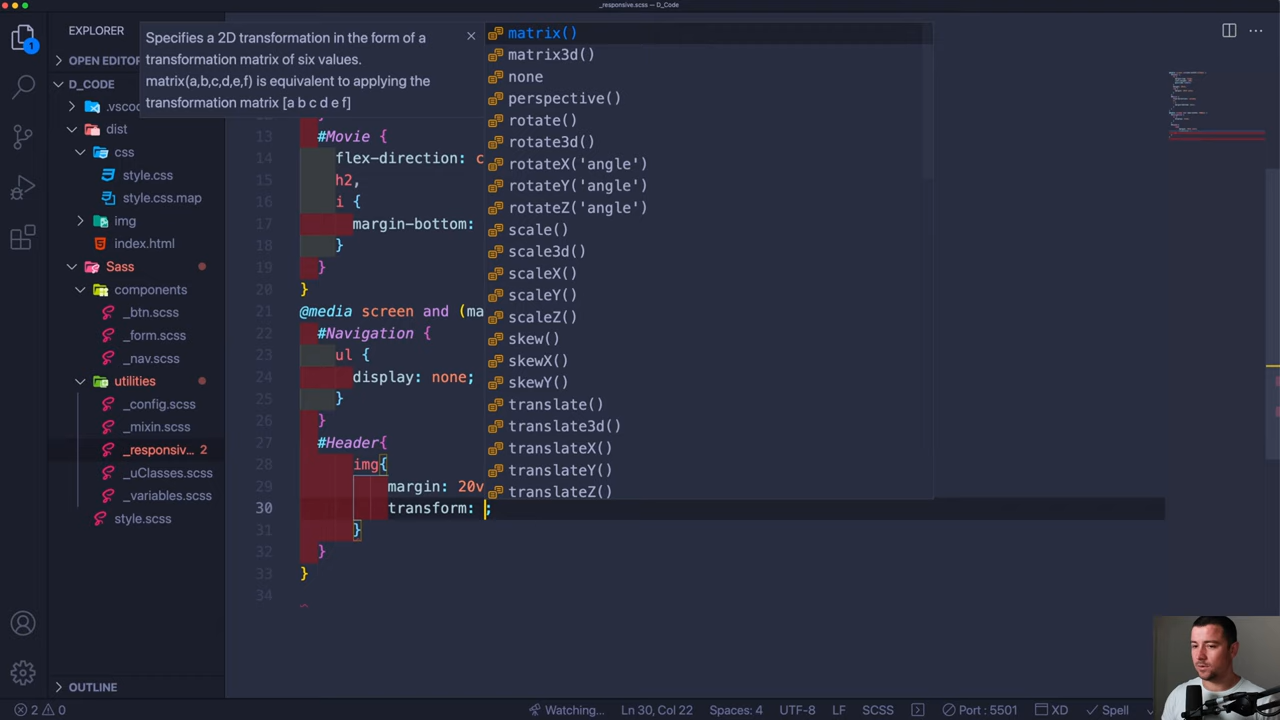 _responsive.scss — D_Code
EXPLORER
OPEN EDITOR
D_CODE
.vscod
dist
css
style.css
style.css.map
img
index.html
Sass
components
_btn.scss
_form.scss
_nav.scss
utilities
_config.scss
_mixin.scss
_responsiv... 2
_uClasses.scss
_variables.scss
style.scss
OUTLINE
1
Specifies a 2D transformation in the form of a
transformation matrix of six values.
matrix(a,b,c,d,e,f) is equivalent to applying the
transformation matrix [a b c d e f]
matrix()
matrix3d()
none
perspective()
rotate()
rotate3d()
rotateX('angle')
rotateY('angle')
rotateZ('angle')
scale()
scale3d()
scaleX()
scaleY()
scaleZ()
skew()
skewX()
skewY()
translate()
translate3d()
translateX()
translateY()
translateZ()
13 #Movie {
14 flex-direction: c
15 h2,
16 i {
17 margin-bottom:
18 }
19 }
20 }
21 @media screen and (ma
22 #Navigation {
23 ul {
24 display: none;
25 }
26 }
27 #Header{
28 img{
29 margin: 20v
30 transform: ;
31 }
32 }
33 }
34
2 0 Watching... Ln 30, Col 22 Spaces: 4 UTF-8 LF SCSS Port : 5501 XD Spell